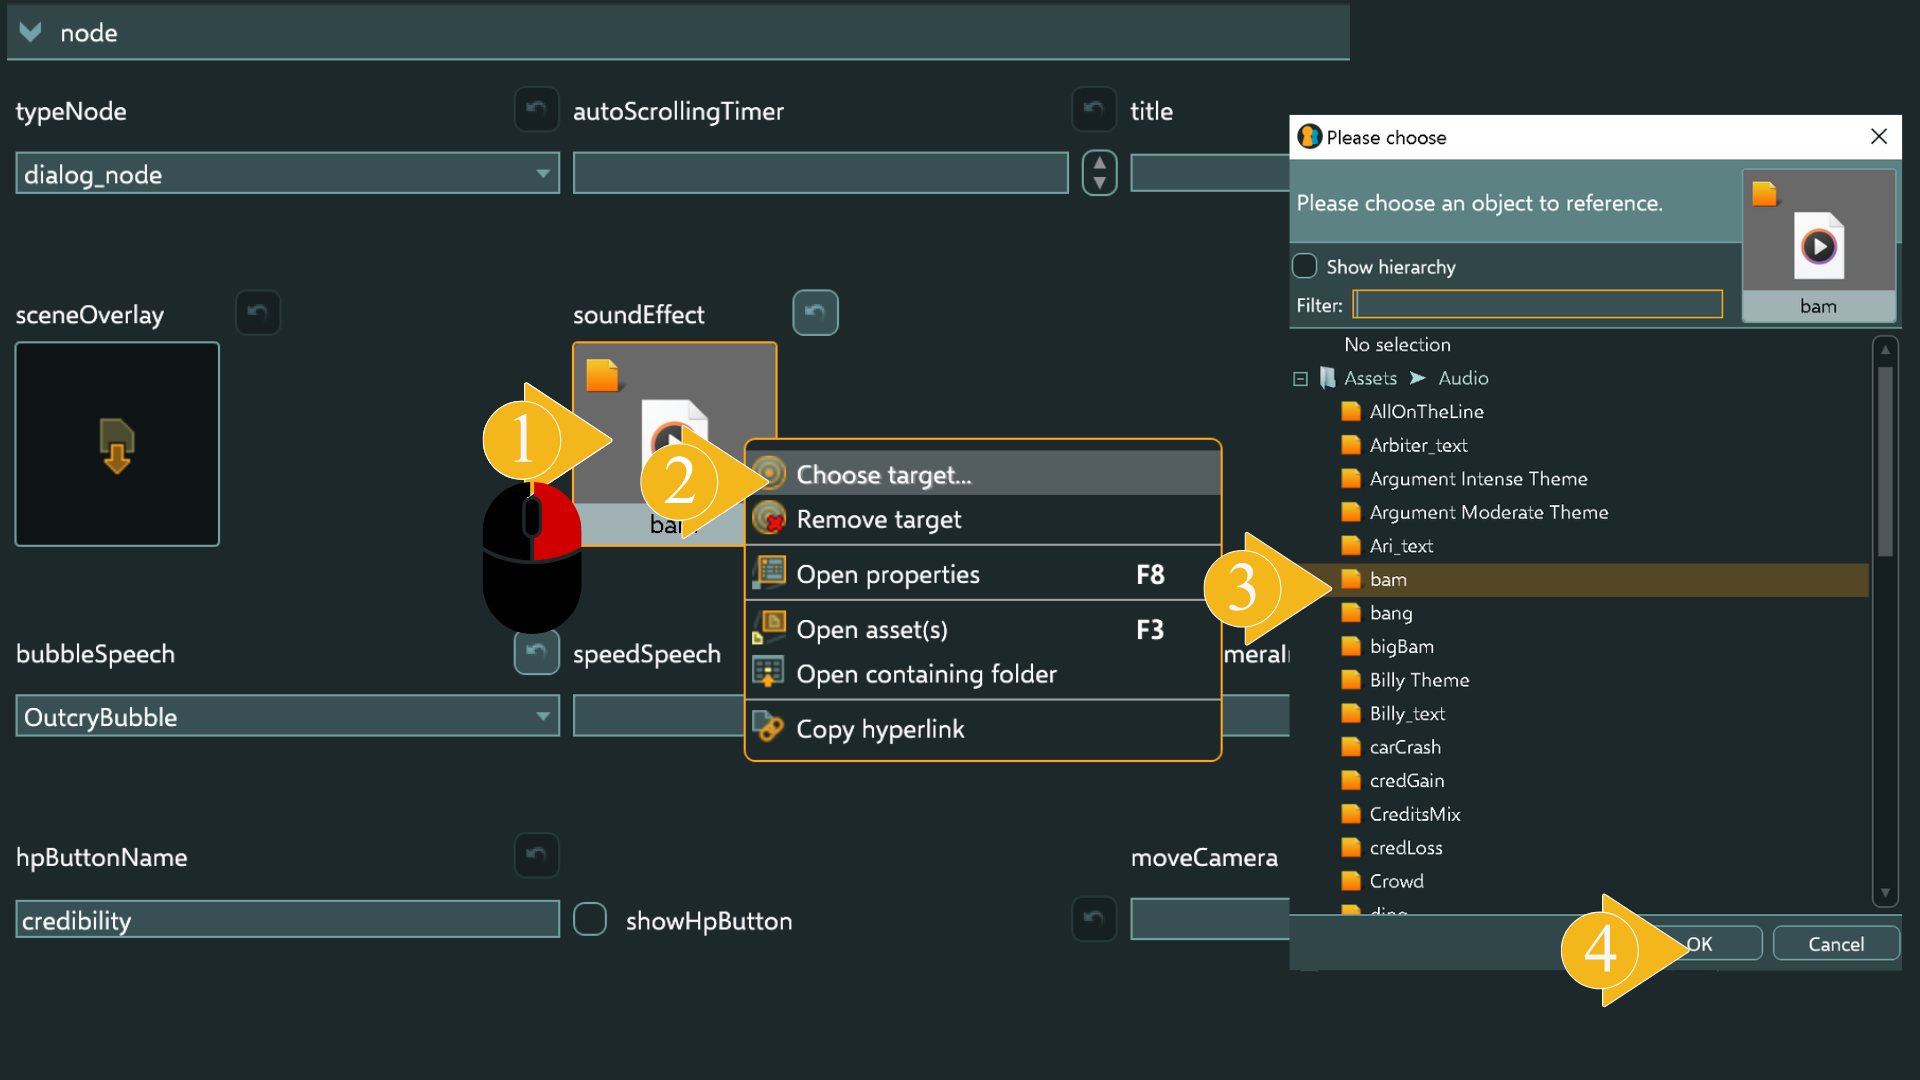 node
typeNode
autoScrollingTimer
title
dialog_node
sceneOverlay
soundEffect
1
2
Choose target...
Remove target
Open properties F8
Open asset(s) F3
Open containing folder
Copy hyperlink
bubbleSpeech
speedSpeech
OutcryBubble
hpButtonName
moveCamera
credibility
showHpButton
Please choose
Please choose an object to reference.
Show hierarchy
Filter:
bam
No selection
Assets Audio
AllOnTheLine
Arbiter_text
Argument Intense Theme
Argument Moderate Theme
Ari_text
3
bam
bang
bigBam
Billy Theme
Billy_text
carCrash
credGain
CreditsMix
credLoss
Crowd
4
OK
Cancel